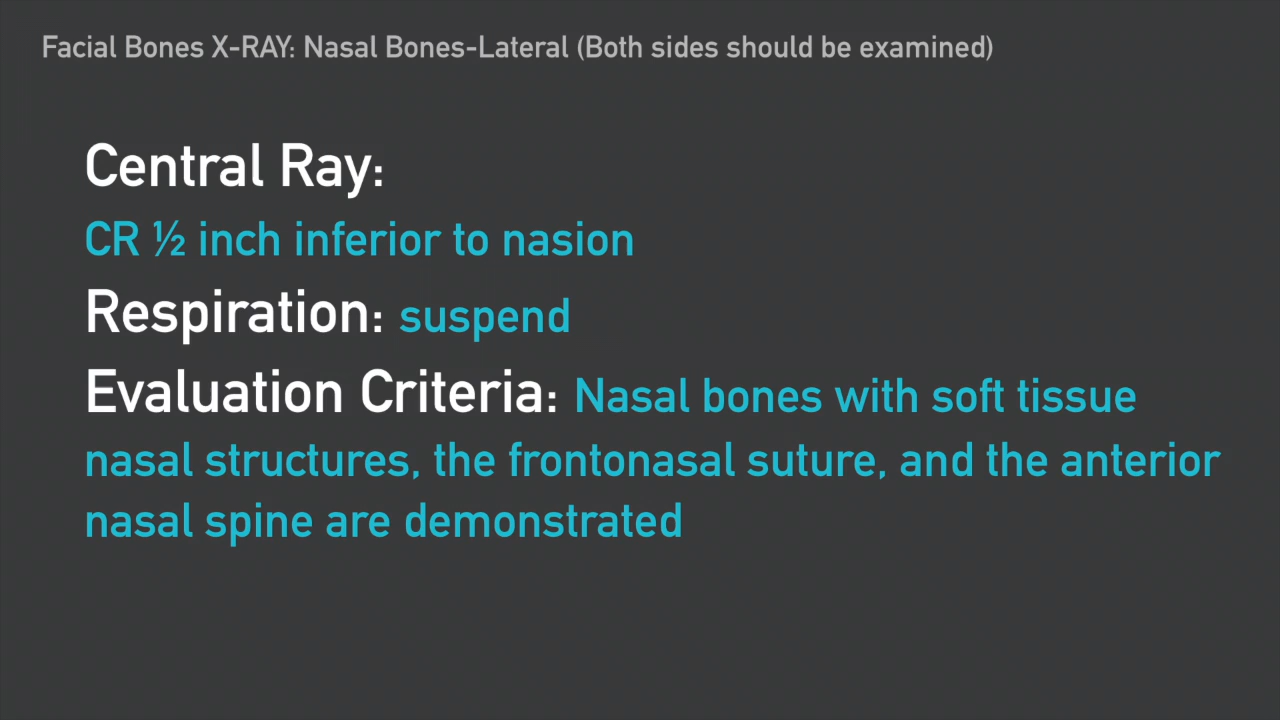 Facial Bones X-RAY: Nasal Bones-Lateral (Both sides should be examined)
Central Ray:
CR ½ inch inferior to nasion
Respiration: suspend
Evaluation Criteria: Nasal bones with soft tissue
nasal structures, the frontonasal suture, and the anterior
nasal spine are demonstrated